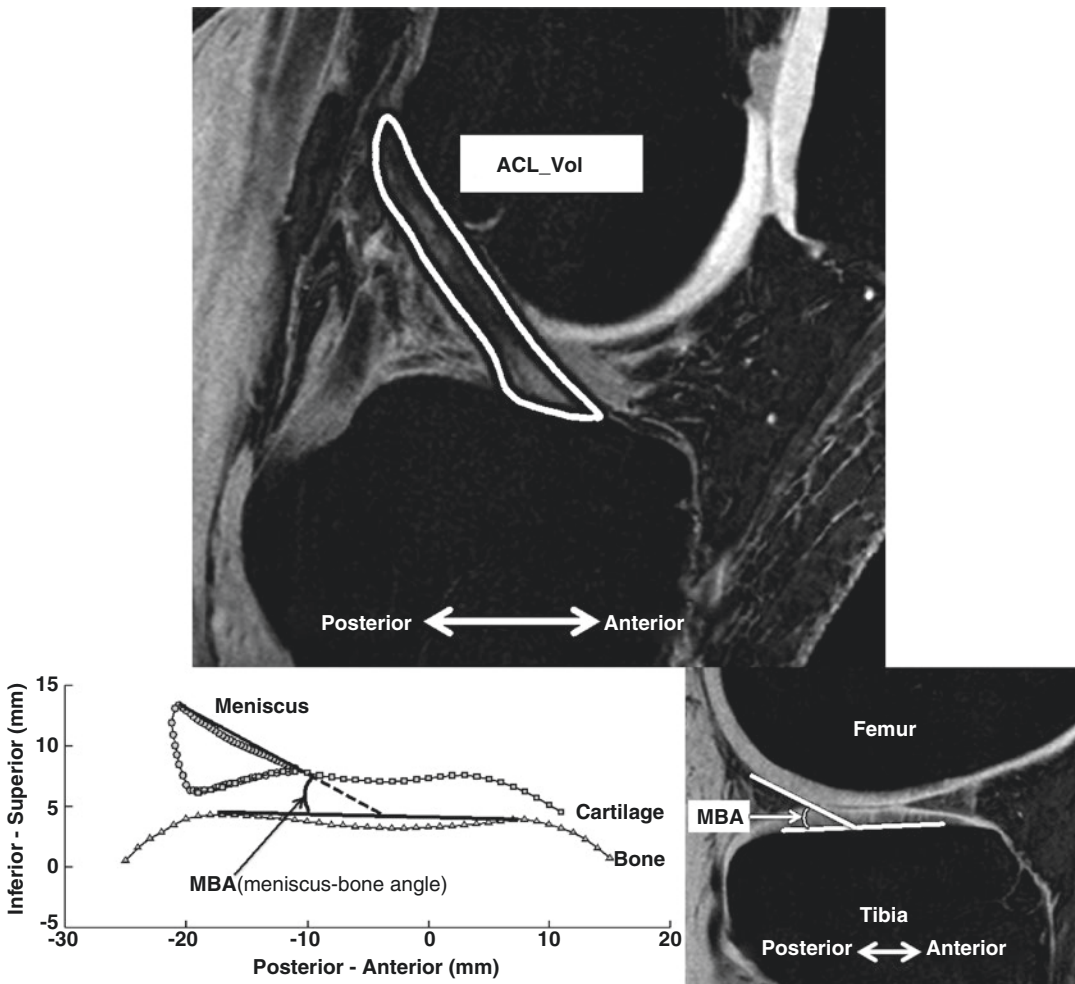 ACL_Vol
Posterior Anterior
15
10
5
0
-5
-30
-20
-10
0
10
20
Inferior - Superior (mm)
Posterior - Anterior (mm)
Meniscus
Cartilage
Bone
MBA(meniscus-bone angle)
Femur
MBA
Tibia
Posterior Anterior